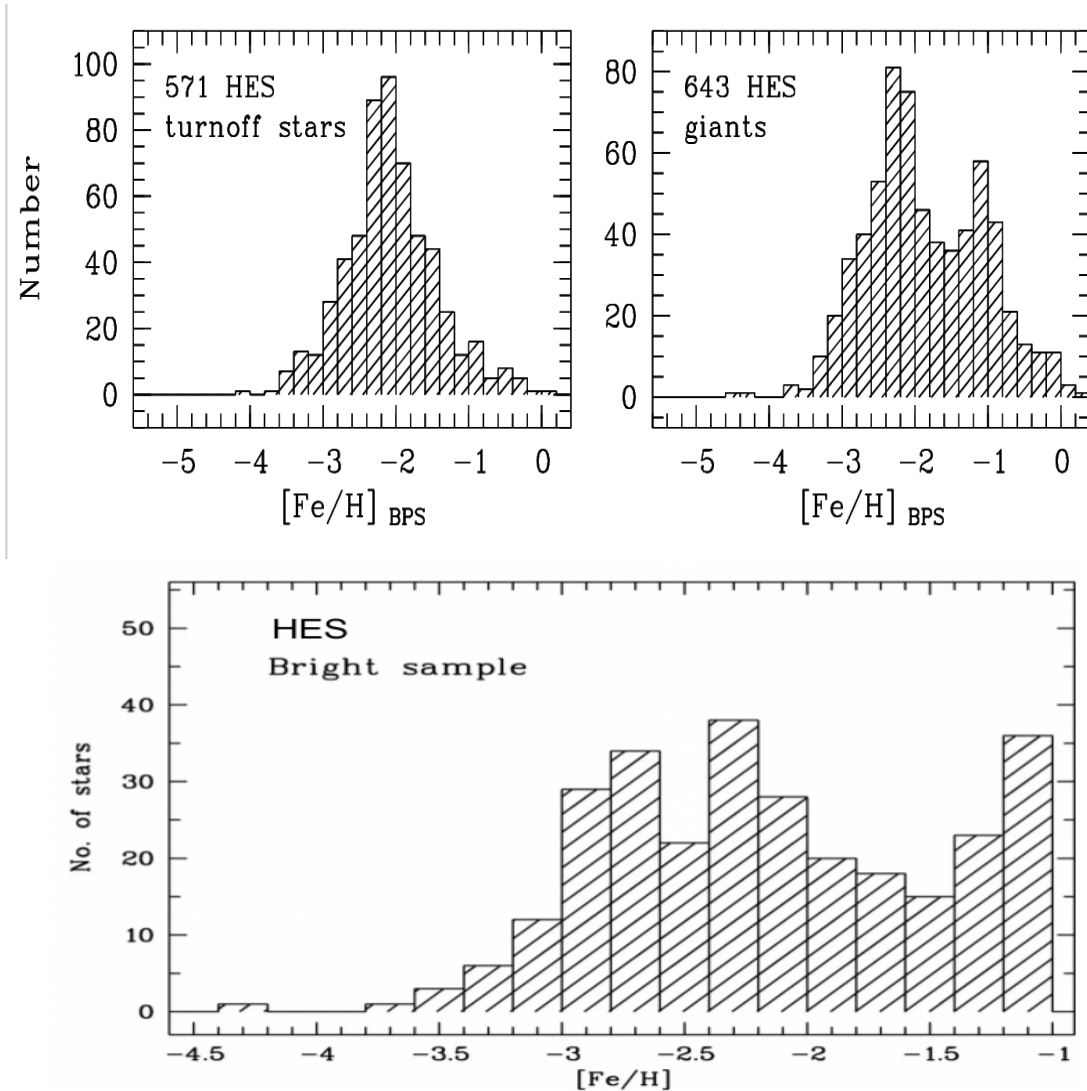 571 HES
turnoff stars
Number
100
80
60
40
20
0
-5 -4 -3 -2 -1 0
[Fe/H] BPS
643 HES
giants
80
60
40
20
0
-5 -4 -3 -2 -1 0
[Fe/H] BPS
HES
Bright sample
No. of stars
50
40
30
20
10
0
-4.5 -4 -3.5 -3 -2.5 -2 -1.5 -1
[Fe/H]